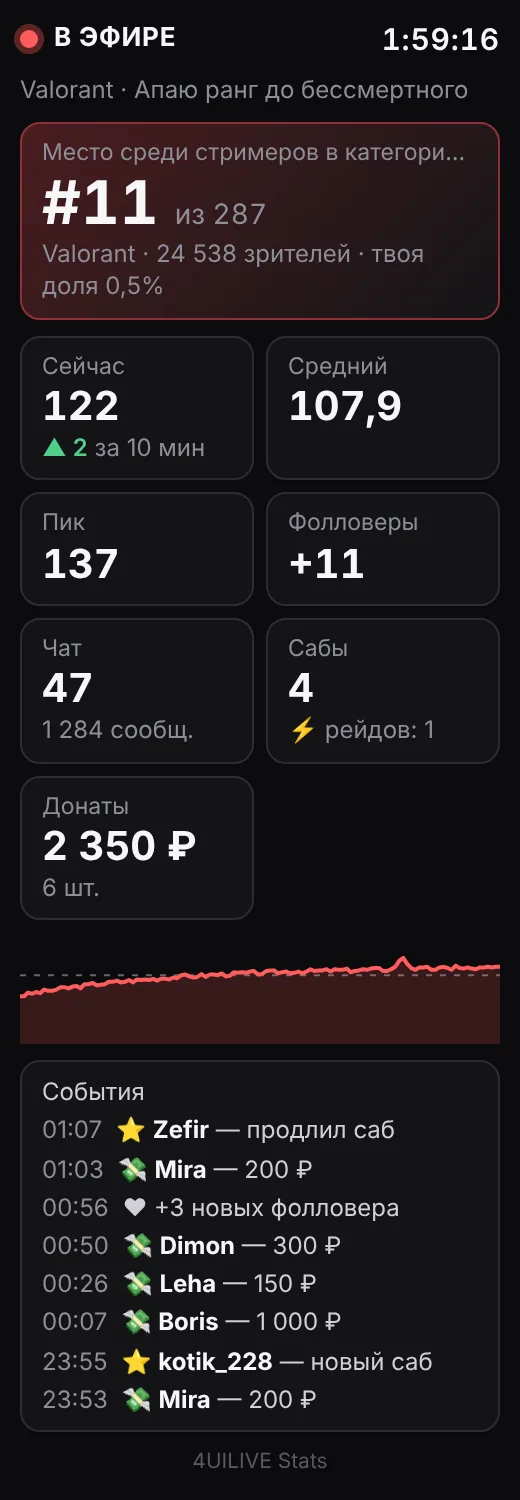 В ЭФИРЕ 1:59:16
Valorant · Апаю ранг до бессмертного
Место среди стримеров в категори...
#11 из 287
Valorant · 24 538 зрителей · твоя
доля 0,5%
Сейчас
122
▲ 2 за 10 мин
Средний
107,9
Пик
137
Фолловеры
+11
Чат
47
1 284 сообщ.
Сабы
4
⚡ рейдов: 1
Донаты
2 350 ₽
6 шт.
События
01:07 ⭐ Zefir — продлил саб
01:03 💸 Mira — 200 ₽
00:56 ♥ +3 новых фолловера
00:50 💸 Dimon — 300 ₽
00:26 💸 Leha — 150 ₽
00:07 💸 Boris — 1 000 ₽
23:55 ⭐ kotik_228 — новый саб
23:53 💸 Mira — 200 ₽
4UILIVE Stats